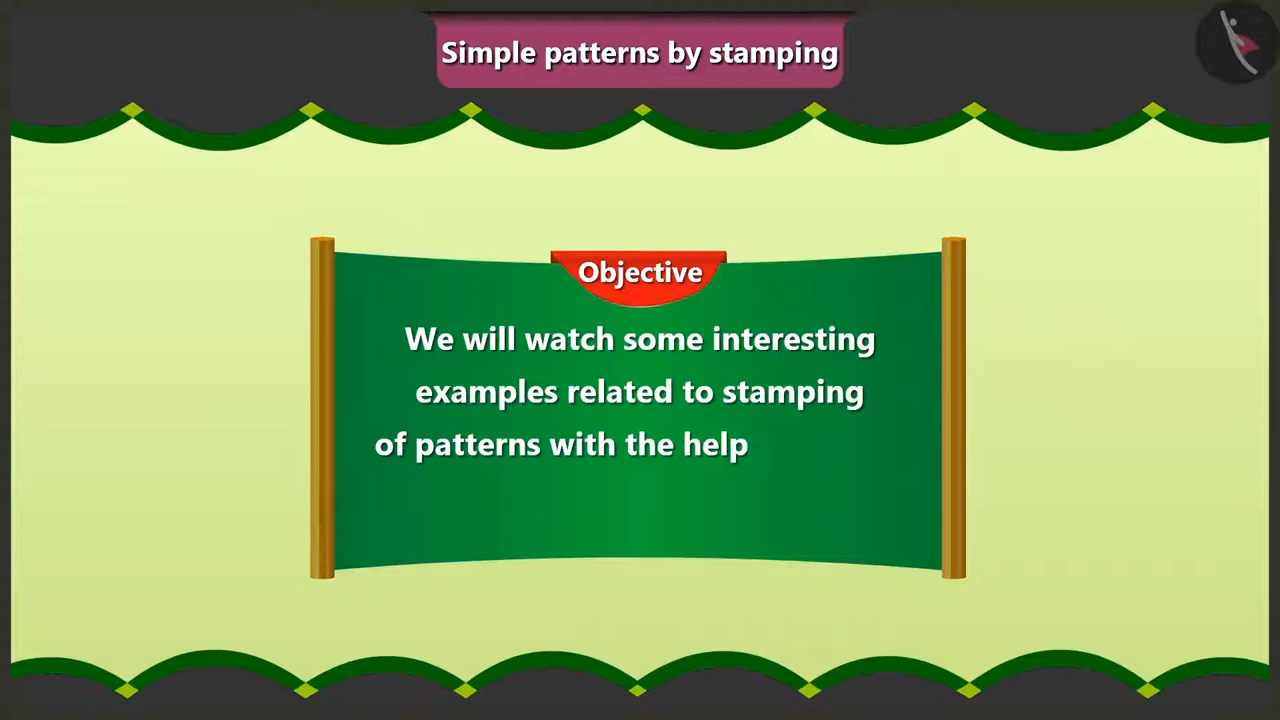 Simple patterns by stamping
Objective
We will watch some interesting
examples related to stamping
of patterns with the help